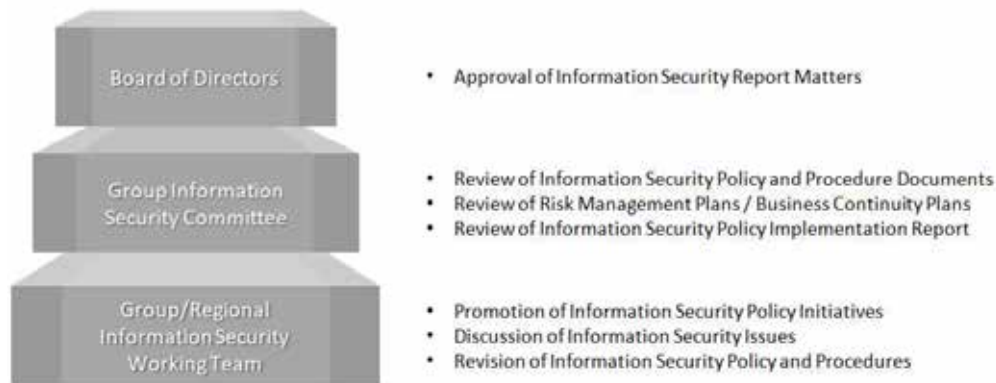 Board of Directors
• Approval of Information Security Report Matters
Group Information
Security Committee
• Review of Information Security Policy and Procedure Documents
• Review of Risk Management Plans / Business Continuity Plans
• Review of Information Security Policy Implementation Report
Group/Regional
Information Security
Working Team
• Promotion of Information Security Policy Initiatives
• Discussion of Information Security Issues
• Revision of Information Security Policy and Procedures